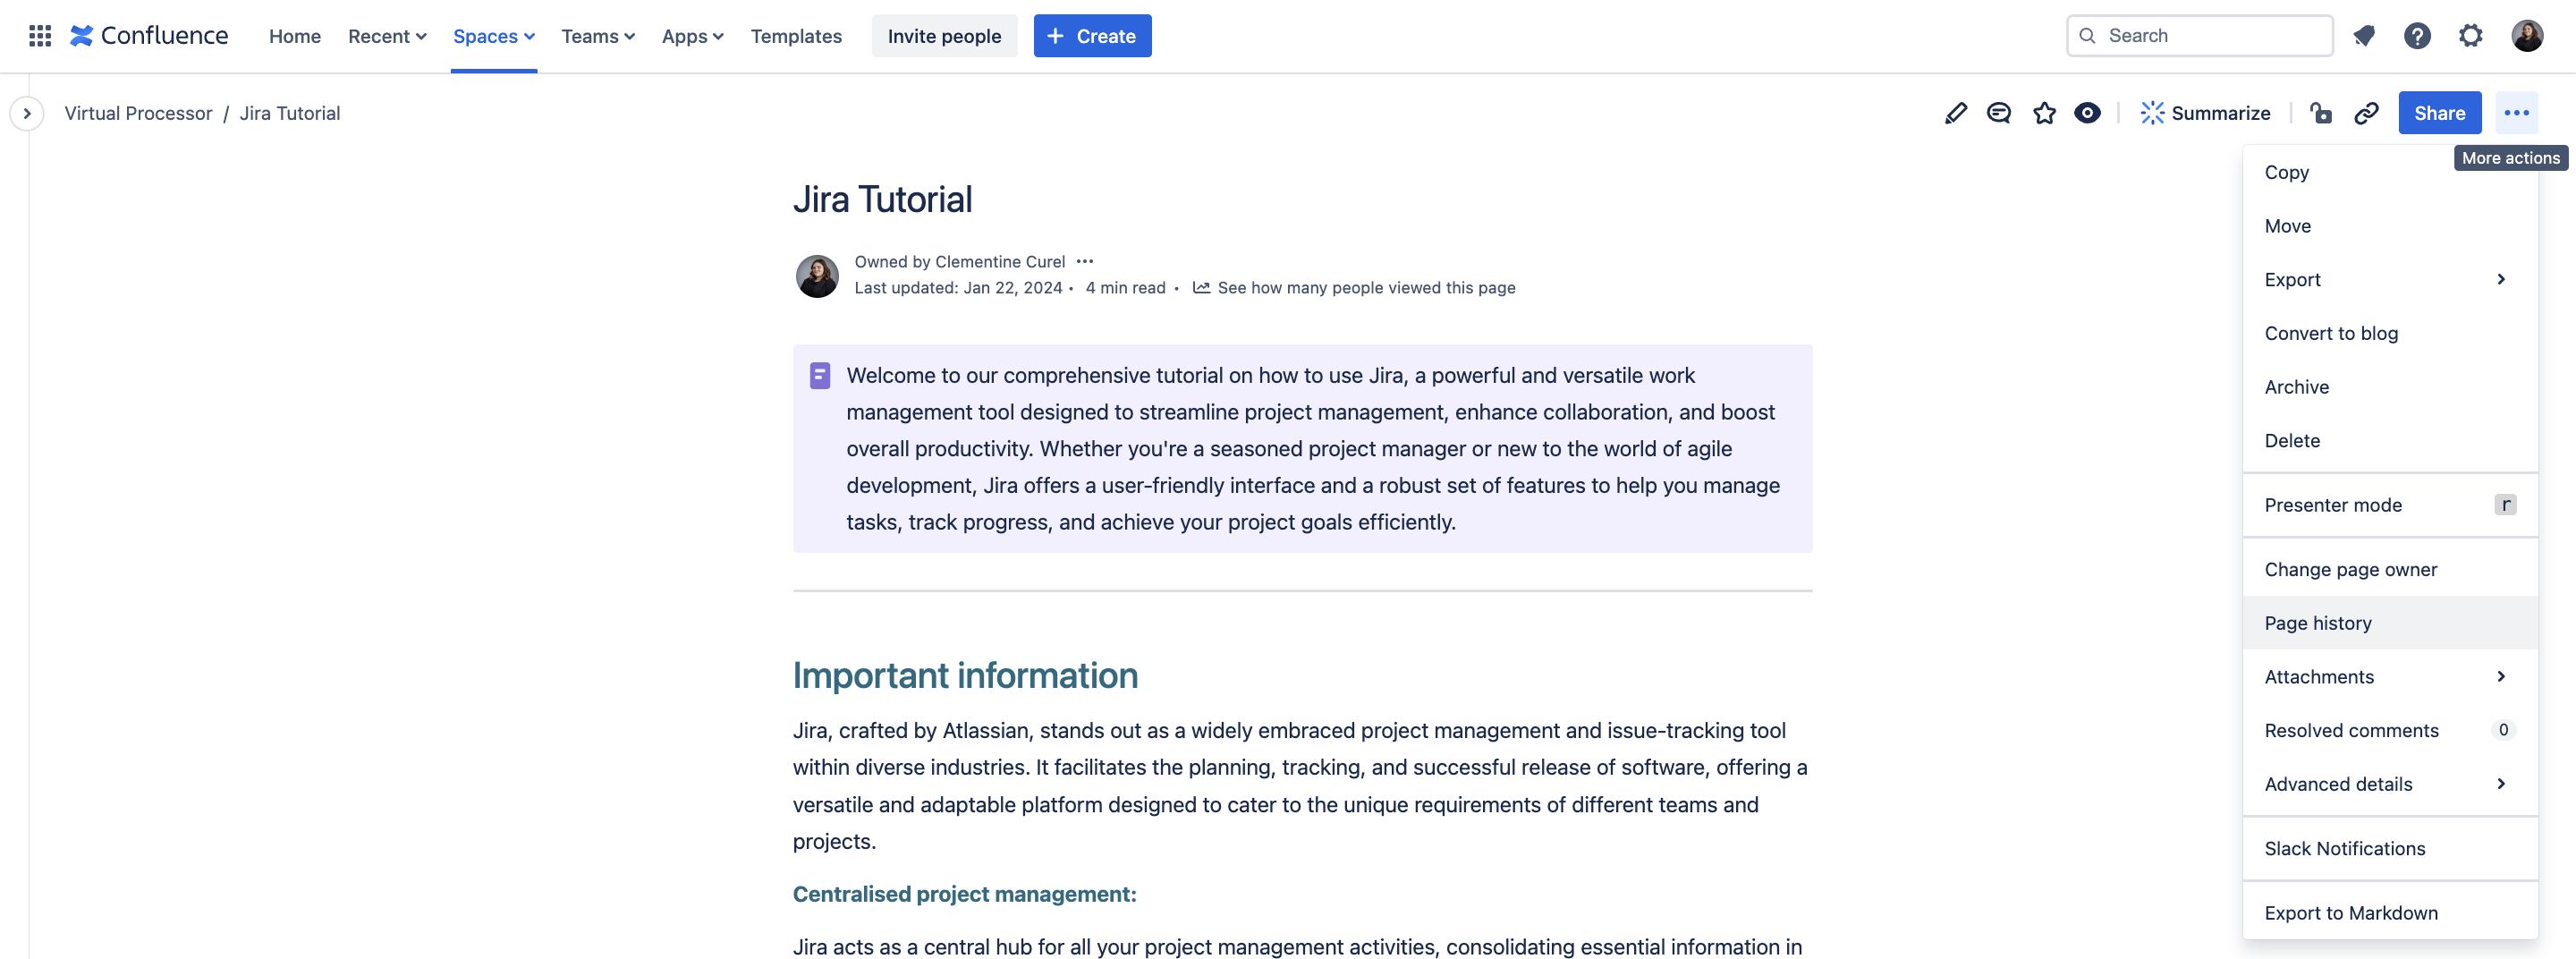 Confluence Home Recent Spaces Teams Apps Templates Invite people + Create Search
Virtual Processor / Jira Tutorial Summarize Share
More actions
Jira Tutorial
Owned by Clementine Curel •••
Last updated: Jan 22, 2024 • 4 min read • See how many people viewed this page
Welcome to our comprehensive tutorial on how to use Jira, a powerful and versatile work
management tool designed to streamline project management, enhance collaboration, and boost
overall productivity. Whether you're a seasoned project manager or new to the world of agile
development, Jira offers a user-friendly interface and a robust set of features to help you manage
tasks, track progress, and achieve your project goals efficiently.
Important information
Jira, crafted by Atlassian, stands out as a widely embraced project management and issue-tracking tool
within diverse industries. It facilitates the planning, tracking, and successful release of software, offering a
versatile and adaptable platform designed to cater to the unique requirements of different teams and
projects.
Centralised project management:
Jira acts as a central hub for all your project management activities, consolidating essential information in
Copy
Move
Export
Convert to blog
Archive
Delete
Presenter mode r
Change page owner
Page history
Attachments
Resolved comments 0
Advanced details
Slack Notifications
Export to Markdown